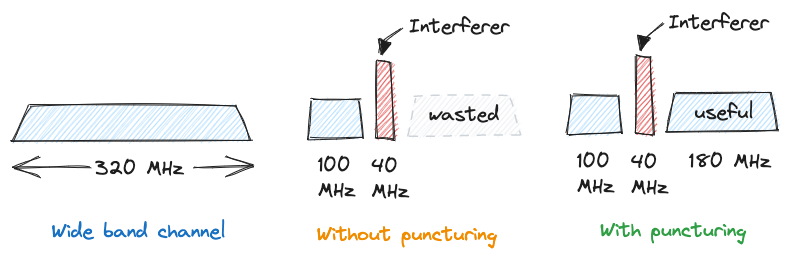 320 MHz
Wide band channel
Interferer
wasted
100 MHz
40 MHz
Without puncturing
Interferer
useful
100 MHz
40 MHz
180 MHz
With puncturing